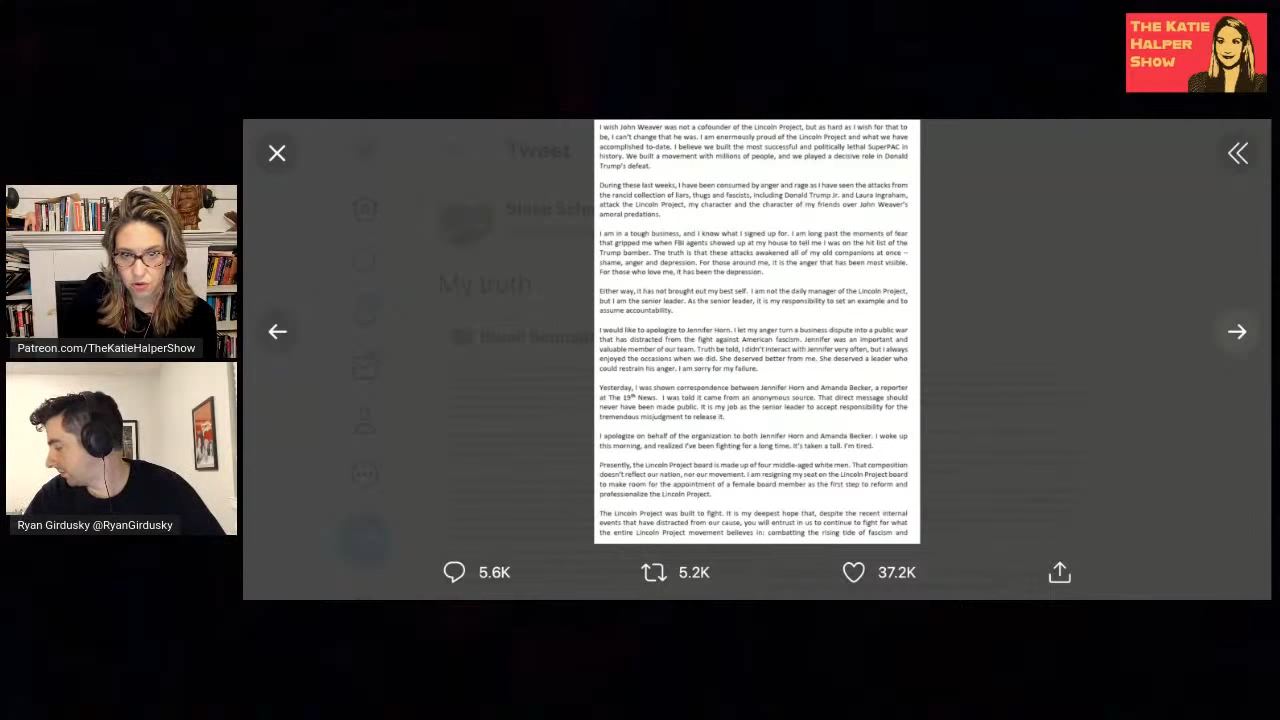 THE KATIE
HALPER
SHOW
I wish John Weaver was not a cofounder of the Lincoln Project, but as hard as I wish for that to
be, I can't change that he was. I am enormously proud of the Lincoln Project and what we have
accomplished to-date. I believe we built the most successful and politically lethal SuperPAC in
history. We built a movement with millions of people, and we played a decisive role in Donald
Trump's defeat.
During these last weeks, I have been consumed by anger and rage as I have seen the attacks from
the rancid collection of liars, thugs and fascists, including Donald Trump Jr. and Laura Ingraham,
attack the Lincoln Project, my character and the character of my friends over John Weaver's
amoral predations.
I am in a tough business, and I know what I signed up for. I am long past the moments of fear
that gripped me when FBI agents showed up at my house to tell me I was on the hit list of the
Trump bomber. The truth is that these attacks awakened all of my old companions at once –
shame, anger and depression. For those around me, it is the anger that has been most visible.
For those who love me, it has been the depression.
Either way, it has not brought out my best self. I am not the daily manager of the Lincoln Project,
but I am the senior leader. As the senior leader, it is my responsibility to set an example and to
assume accountability.
I would like to apologize to Jennifer Horn. I let my anger turn a business dispute into a public war
that has distracted from the fight against American fascism. Jennifer was an important and
valuable member of our team. Truth be told, I didn't interact with Jennifer very often, but I always
enjoyed the occasions when we did. She deserved better from me. She deserved a leader who
could restrain his anger. I am sorry for my failure.
Yesterday, I was shown correspondence between Jennifer Horn and Amanda Becker, a reporter
at The 19th News. I was told it came from an anonymous source. That direct message should
never have been made public. It is my job as the senior leader to accept responsibility for the
tremendous misjudgment to release it.
I apologize on behalf of the organization to both Jennifer Horn and Amanda Becker. I woke up
this morning, and realized I've been fighting for a long time. It's taken a toll. I'm tired.
Presently, the Lincoln Project board is made up of four middle-aged white men. That composition
doesn't reflect our nation, nor our movement. I am resigning my seat on the Lincoln Project board
to make room for the appointment of a female board member as the first step to reform and
professionalize the Lincoln Project.
The Lincoln Project was built to fight. It is my deepest hope that, despite the recent internal
events that have distracted from our cause, you will entrust in us to continue to fight for what
the entire Lincoln Project movement believes in: combatting the rising tide of fascism and
Tweet
My truth
Patreon.com/TheKatieHalperShow
Ryan Girdusky @RyanGirdusky
5.6K
5.2K
37.2K